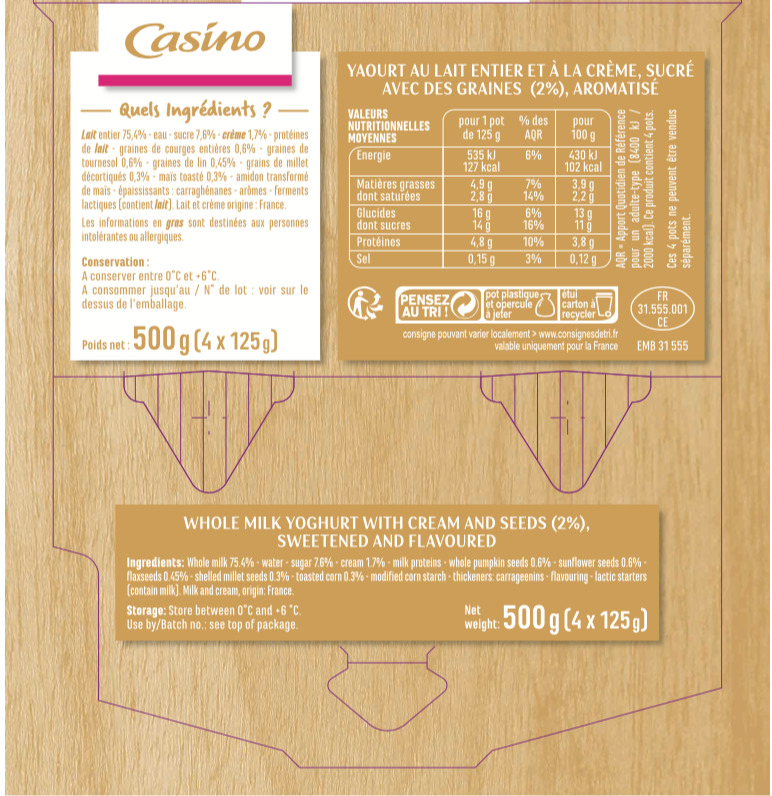 Casino
Quels Ingrédients ?
Lait entier 75,4% - eau - sucre 7,6% - crème 1,7% - protéines
de lait - graines de courges entières 0,6% - graines de
tournesol 0,6% - graines de lin 0,45% - grains de millet
décortiqués 0,3% - maïs toasté 0,3% - amidon transformé
de maïs - épaississants : carraghénanes - arômes - ferments
lactiques (contient lait). Lait et crème origine : France.
Les informations en gras sont destinées aux personnes
intolérantes ou allergiques.
Conservation :
A conserver entre 0°C et +6°C.
A consommer jusqu'au / N° de lot : voir sur le
dessus de l'emballage.
Poids net : 500 g (4 x 125g)
YAOURT AU LAIT ENTIER ET À LA CRÈME, SUCRÉ
AVEC DES GRAINES (2%), AROMATISÉ
VALEURS
NUTRITIONNELLES
MOYENNES
pour 1 pot
de 125 g
% des
AQR
pour
100 g
Energie 535 kJ 6% 430 kJ
127 kcal 102 kcal
Matières grasses 4,9 g 7% 3,9 g
dont saturées 2,8 g 14% 2,2 g
Glucides 16 g 6% 13 g
dont sucres 14 g 16% 11 g
Protéines 4,8 g 10% 3,8 g
Sel 0,15 g 3% 0,12 g
AQR = Apport Quotidien de Référence
pour un adulte-type (8400 kJ /
2000 kcal). Ce produit contient 4 pots.
Ces 4 pots ne peuvent être vendus
séparément.
PENSEZ
AU TRI !
pot plastique
et opercule
à jeter
étui
carton à
recycler
consigne pouvant varier localement > www.consignesdetri.fr
valable uniquement pour la France
FR
31.555.001
CE
EMB 31 555
WHOLE MILK YOGHURT WITH CREAM AND SEEDS (2%),
SWEETENED AND FLAVOURED
Ingredients: Whole milk 75.4% - water - sugar 7.6% - cream 1.7% - milk proteins - whole pumpkin seeds 0.6% - sunflower seeds 0.6% -
flaxseeds 0.45% - shelled millet seeds 0.3% - toasted corn 0.3% - modified corn starch - thickeners: carrageenins - flavouring - lactic starters
(contain milk). Milk and cream, origin: France.
Storage: Store between 0°C and +6 °C.
Use by/Batch no.: see top of package.
Net
weight: 500 g (4 x 125g)